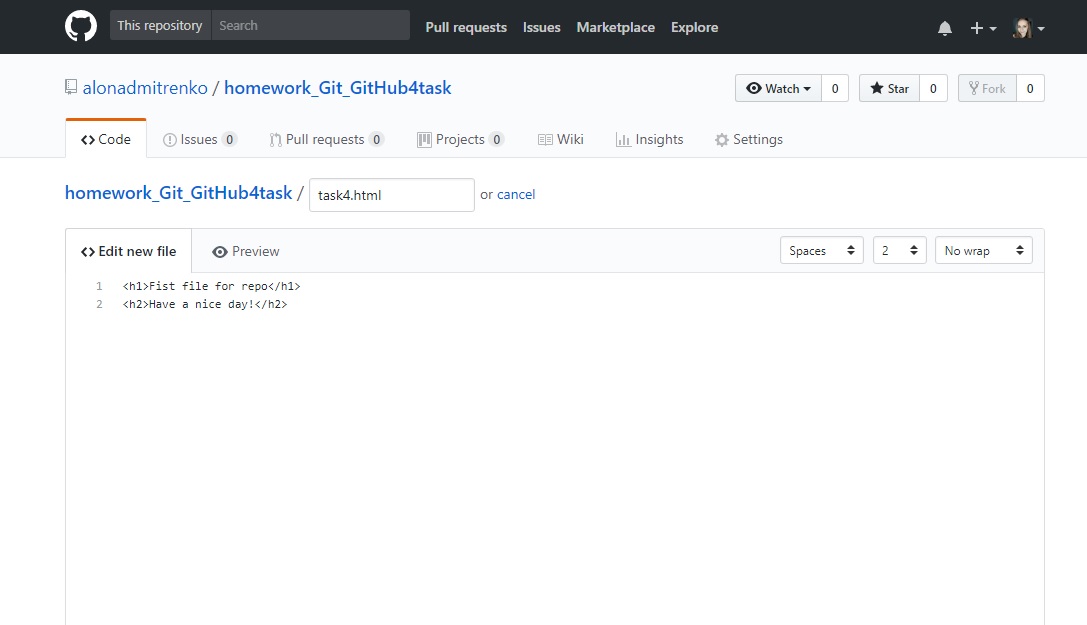 This repository Search Pull requests Issues Marketplace Explore
alonadmitrenko / homework_Git_GitHub4task Watch 0 Star 0 Fork 0
Code Issues 0 Pull requests 0 Projects 0 Wiki Insights Settings
homework_Git_GitHub4task / task4.html or cancel
Edit new file Preview Spaces 2 No wrap
1 <h1>Fist file for repo</h1>
2 <h2>Have a nice day!</h2>